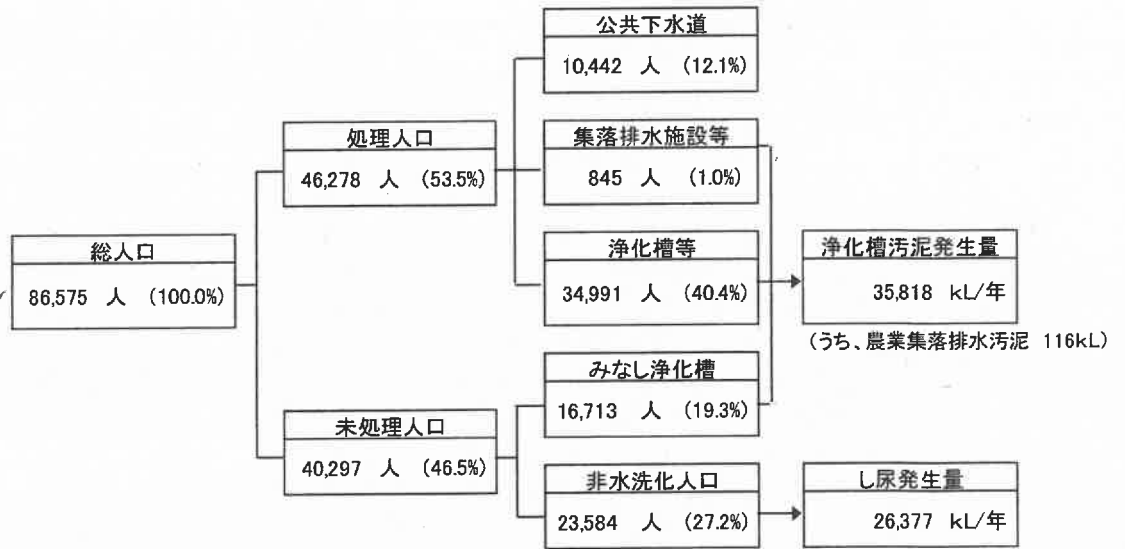 公共下水道
10,442 人 (12.1%)
処理人口
46,278 人 (53.5%)
集落排水施設等
845 人 (1.0%)
総人口
86,575 人 (100.0%)
浄化槽等
34,991 人 (40.4%)
浄化槽汚泥発生量
35,818 kL/年
(うち、農業集落排水汚泥 116kL)
みなし浄化槽
16,713 人 (19.3%)
未処理人口
40,297 人 (46.5%)
非水洗化人口
23,584 人 (27.2%)
し尿発生量
26,377 kL/年